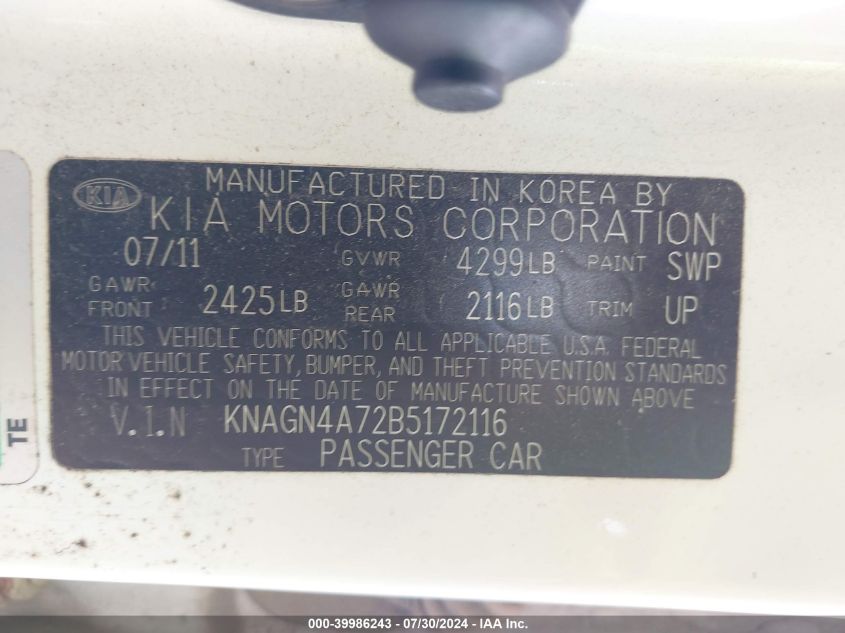 MANUFACTURED IN KOREA BY
KIA KIA MOTORS CORPORATION
07/11 GVWR 4299LB PAINT SWP
GAWR FRONT 2425LB GAWR REAR 2116LB TRIM UP
THIS VEHICLE CONFORMS TO ALL APPLICABLE U.S.A. FEDERAL
MOTOR VEHICLE SAFETY, BUMPER, AND THEFT PREVENTION STANDARDS
IN EFFECT ON THE DATE OF MANUFACTURE SHOWN ABOVE
V.I.N KNAGN4A72B5172116
TYPE PASSENGER CAR
TE
000-39986243 - 07/30/2024 - IAA Inc.